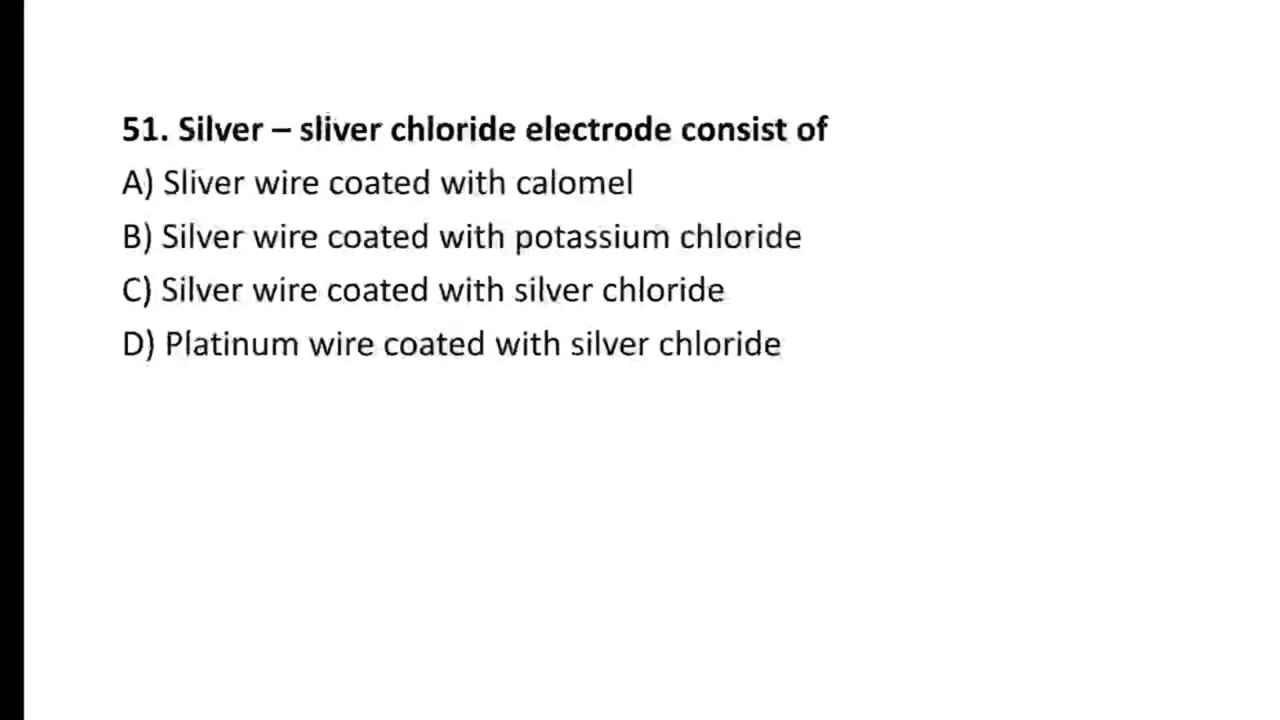 51. Silver – sliver chloride electrode consist of
A) Sliver wire coated with calomel
B) Silver wire coated with potassium chloride
C) Silver wire coated with silver chloride
D) Platinum wire coated with silver chloride